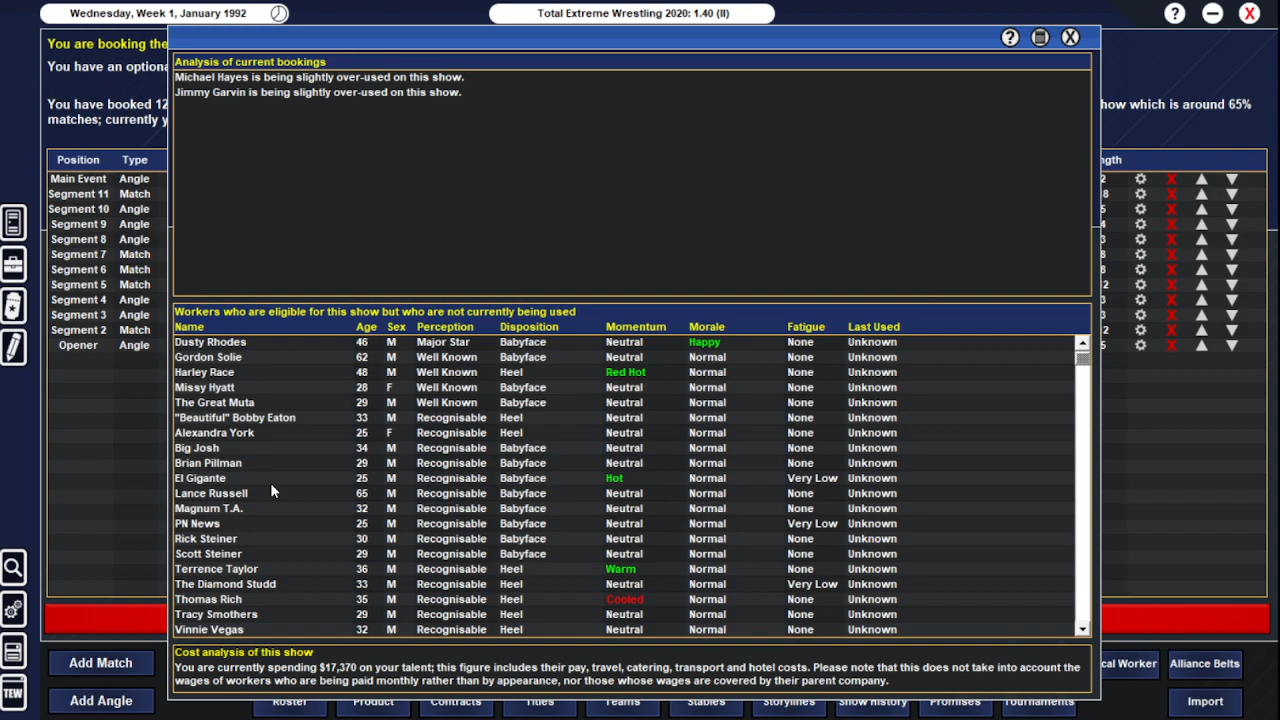 Wednesday, Week 1, January 1992
Total Extreme Wrestling 2020: 1.40 (II)
? — X
You are booking the
You have an optiona
You have booked 12
matches; currently y
how which is around 65%
? X
Analysis of current bookings
Michael Hayes is being slightly over-used on this show.
Jimmy Garvin is being slightly over-used on this show.
Position Type ngth
Main Event Angle 2 X
Segment 11 Match 8 X
Segment 10 Angle 5 X
Segment 9 Angle 4 X
Segment 8 Angle 3 X
Segment 7 Match 8 X
Segment 6 Match 8 X
Segment 5 Match 2 X
Segment 4 Angle 3 X
Segment 3 Angle 3 X
Segment 2 Match 2 X
Opener Angle 5 X
Workers who are eligible for this show but who are not currently being used
Name Age Sex Perception Disposition Momentum Morale Fatigue Last Used
Dusty Rhodes 46 M Major Star Babyface Neutral Happy None Unknown
Gordon Solie 62 M Well Known Babyface Neutral Normal None Unknown
Harley Race 48 M Well Known Heel Red Hot Normal None Unknown
Missy Hyatt 28 F Well Known Babyface Neutral Normal None Unknown
The Great Muta 29 M Well Known Babyface Neutral Normal None Unknown
"Beautiful" Bobby Eaton 33 M Recognisable Heel Neutral Normal None Unknown
Alexandra York 25 F Recognisable Heel Neutral Normal None Unknown
Big Josh 34 M Recognisable Babyface Neutral Normal None Unknown
Brian Pillman 29 M Recognisable Babyface Neutral Normal None Unknown
El Gigante 25 M Recognisable Babyface Hot Normal Very Low Unknown
Lance Russell 65 M Recognisable Babyface Neutral Normal None Unknown
Magnum T.A. 32 M Recognisable Babyface Neutral Normal None Unknown
PN News 25 M Recognisable Babyface Neutral Normal Very Low Unknown
Rick Steiner 30 M Recognisable Babyface Neutral Normal None Unknown
Scott Steiner 29 M Recognisable Babyface Neutral Normal None Unknown
Terrence Taylor 36 M Recognisable Heel Warm Normal None Unknown
The Diamond Studd 33 M Recognisable Heel Neutral Normal Very Low Unknown
Thomas Rich 35 M Recognisable Heel Cooled Normal None Unknown
Tracy Smothers 29 M Recognisable Heel Neutral Normal None Unknown
Vinnie Vegas 32 M Recognisable Heel Neutral Normal None Unknown
Cost analysis of this show
You are currently spending $17,370 on your talent; this figure includes their pay, travel, catering, transport and hotel costs. Please note that this does not take into account the
wages of workers who are being paid monthly rather than by appearance, nor those whose wages are covered by their parent company.
Add Match
cal Worker
Alliance Belts
TEW
Add Angle
Roster
Product
Contracts
Titles
Teams
Stables
Storylines
Show History
Promises
Tournaments
Import